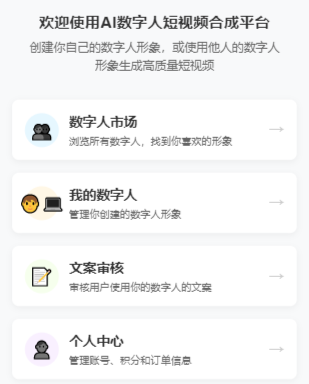 欢迎使用AI数字人短视频合成平台
创建你自己的数字人形象，或使用他人的数字人
形象生成高质量短视频
数字人市场
浏览所有数字人，找到你喜欢的形象
我的数字人
管理你创建的数字人形象
文案审核
审核用户使用你的数字人的文案
个人中心
管理账号、积分和订单信息